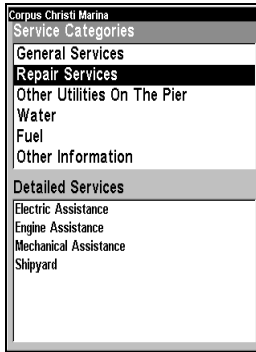 Corpus Christi Marina
Service Categories
General Services
Repair Services
Other Utilities On The Pier
Water
Fuel
Other Information
Detailed Services
Electric Assistance
Engine Assistance
Mechanical Assistance
Shipyard